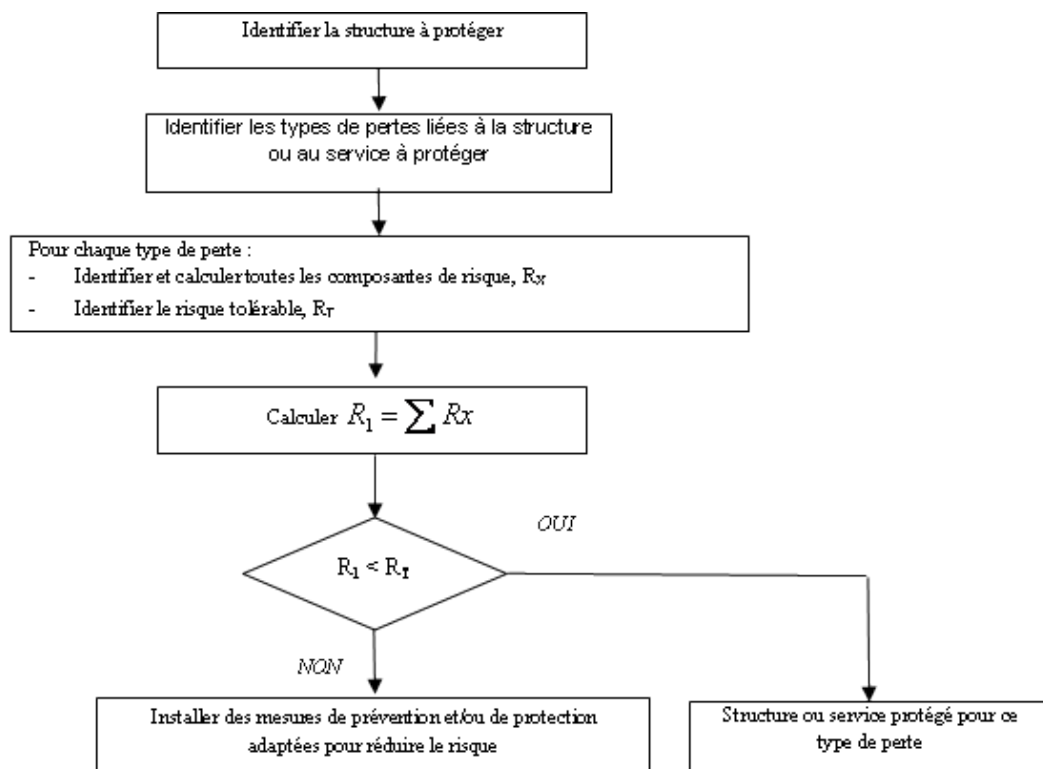 Identifier la structure à protéger
Identifier les types de pertes liées à la structure
ou au service à protéger
Pour chaque type de perte :
- Identifier et calculer toutes les composantes de risque, RX
- Identifier le risque tolérable, RT
Calculer R1 = ∑ Rx
OUI
R1 < RT
NON
Installer des mesures de prévention et/ou de protection
adaptées pour réduire le risque
Structure ou service protégé pour ce
type de perte